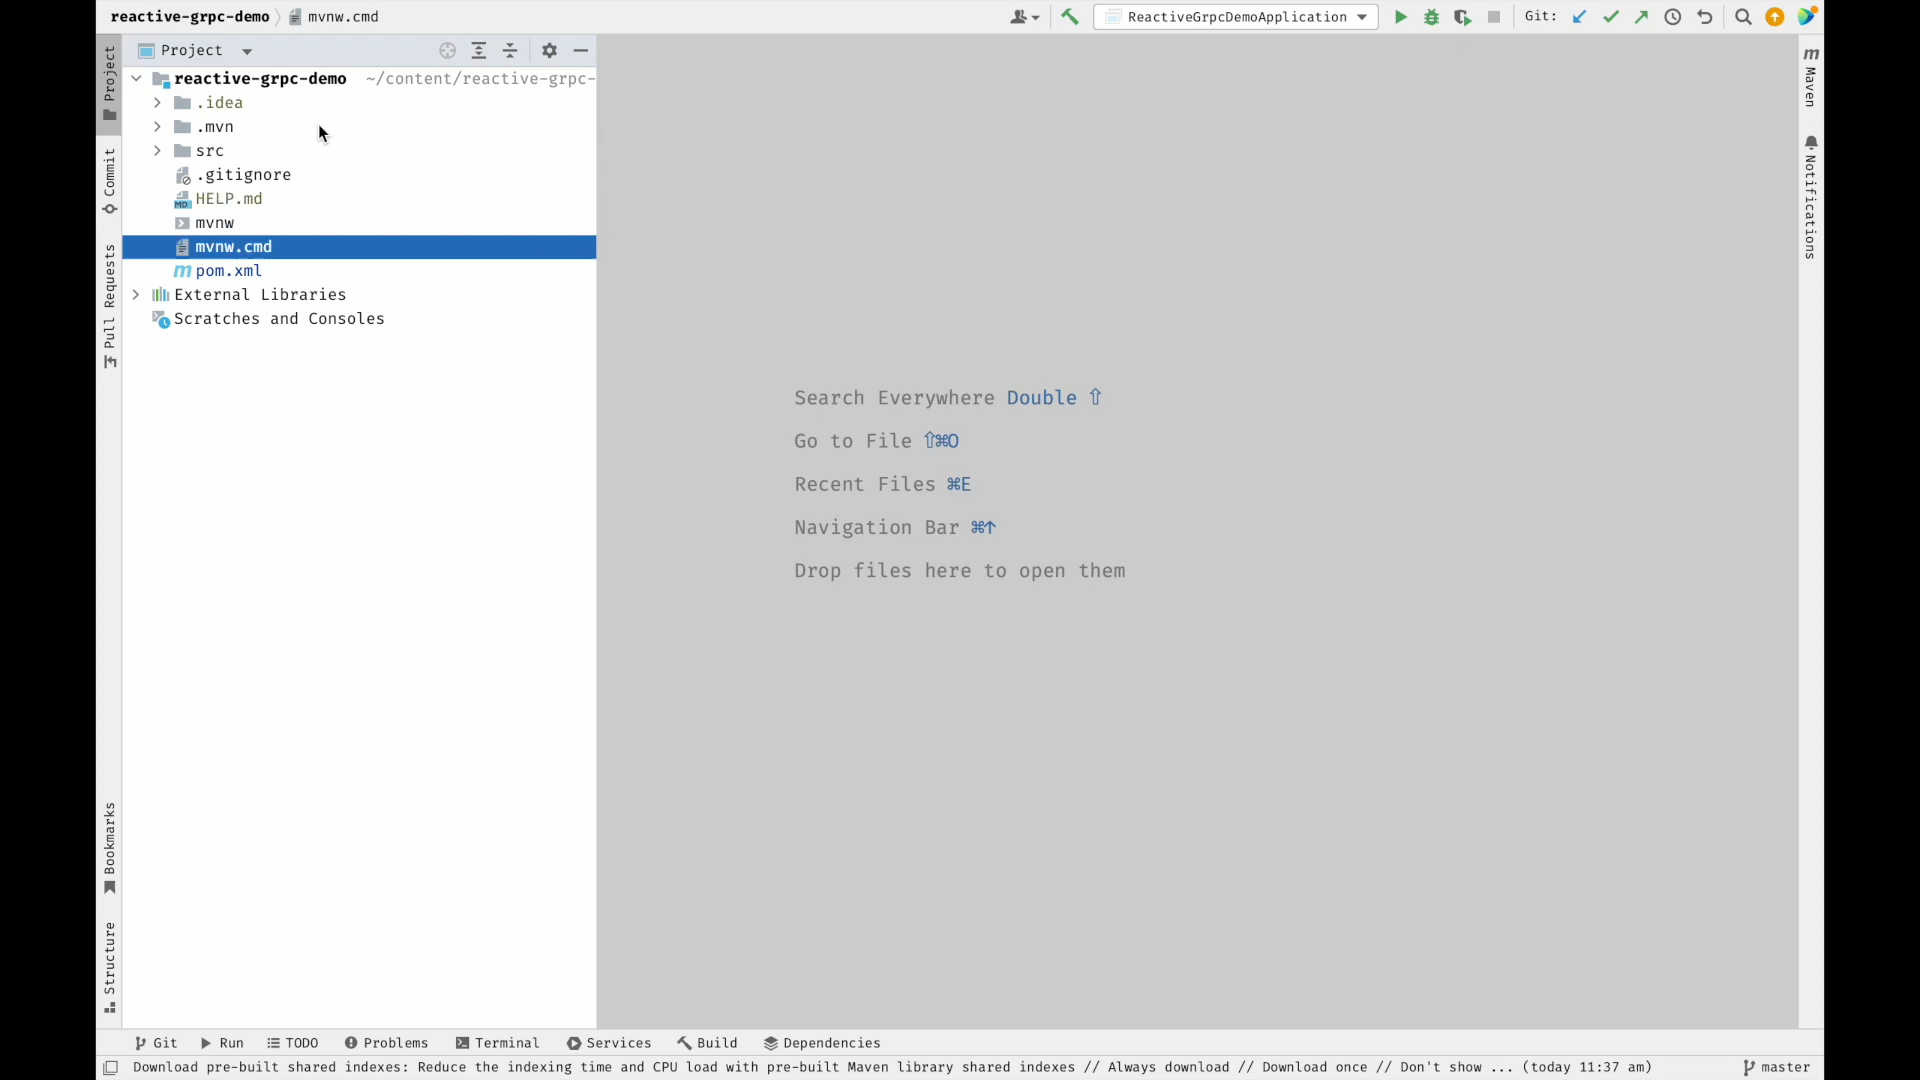 reactive-grpc-demo mvnw.cmd
ReactiveGrpcDemoApplication
Git:
Project
reactive-grpc-demo ~/content/reactive-grpc-
.idea
.mvn
src
.gitignore
HELP.md
mvnw
mvnw.cmd
pom.xml
External Libraries
Scratches and Consoles
Project
Commit
Pull Requests
Bookmarks
Structure
Search Everywhere Double ⇧
Go to File ⇧⌘O
Recent Files ⌘E
Navigation Bar ⌘↑
Drop files here to open them
Maven
Notifications
Git Run TODO Problems Terminal Services Build Dependencies
Download pre-built shared indexes: Reduce the indexing time and CPU load with pre-built Maven library shared indexes // Always download // Download once // Don't show ... (today 11:37 am) master